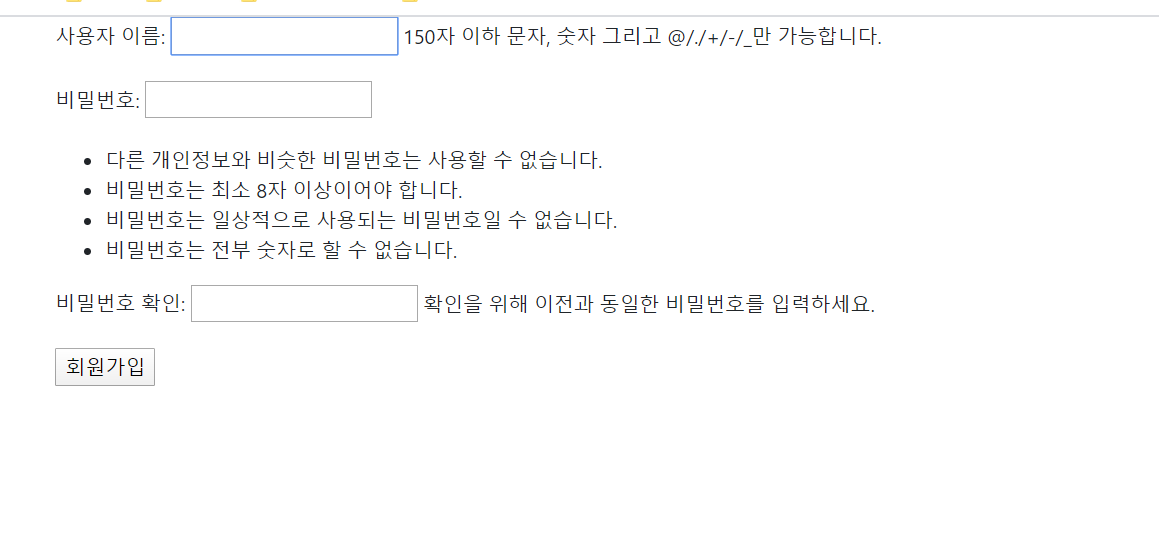 사용자 이름: 150자 이하 문자, 숫자 그리고 @/./+/-/_만 가능합니다.
비밀번호:
다른 개인정보와 비슷한 비밀번호는 사용할 수 없습니다.
비밀번호는 최소 8자 이상이어야 합니다.
비밀번호는 일상적으로 사용되는 비밀번호일 수 없습니다.
비밀번호는 전부 숫자로 할 수 없습니다.
비밀번호 확인: 확인을 위해 이전과 동일한 비밀번호를 입력하세요.
회원가입